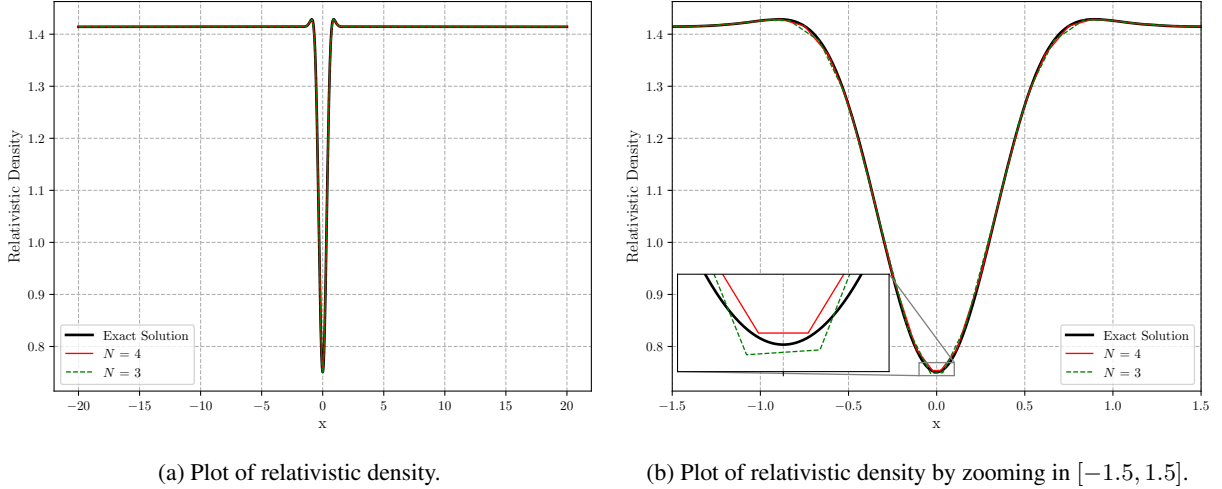 1.4
1.3
1.2
1.1
1.0
0.9
0.8
Relativistic Density
Exact Solution
N = 4
N = 3
−20 −15 −10 −5 0 5 10 15 20
x
(a) Plot of relativistic density.
1.4
1.3
1.2
1.1
1.0
0.9
0.8
Relativistic Density
Exact Solution
N = 4
N = 3
−1.5 −1.0 −0.5 0.0 0.5 1.0 1.5
x
(b) Plot of relativistic density by zooming in [−1.5, 1.5].